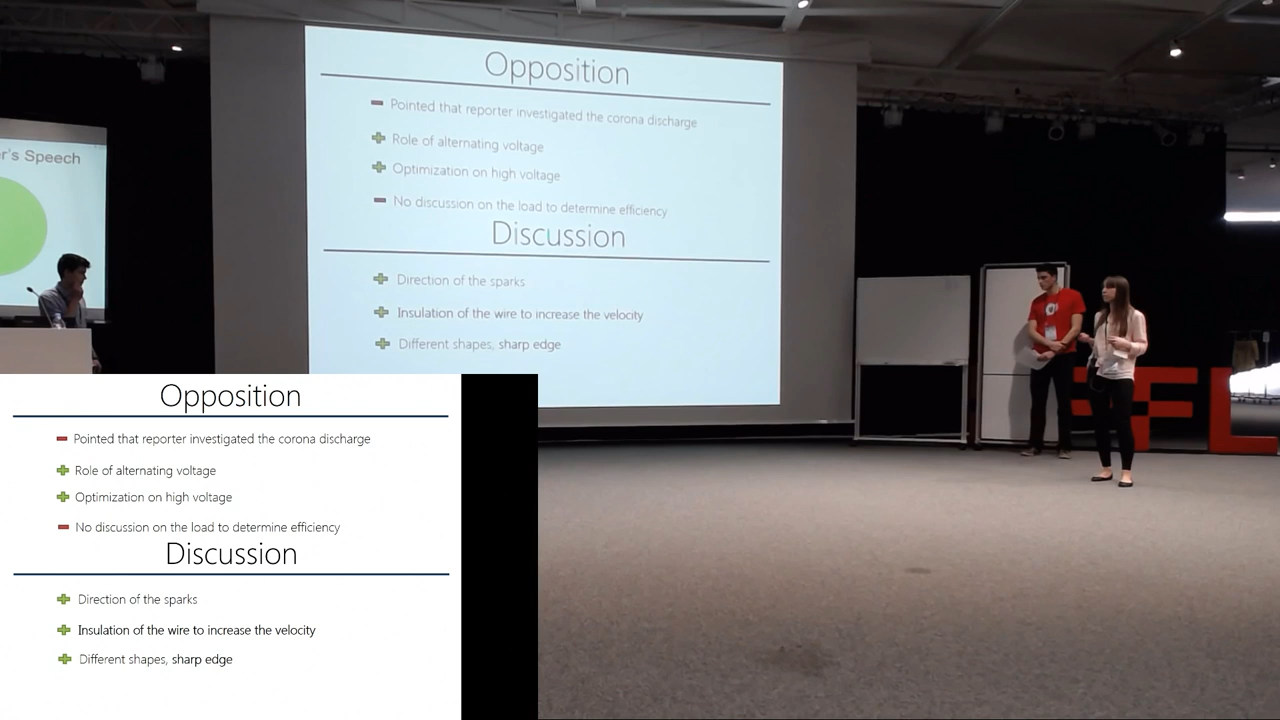 r's Speech
Opposition
Pointed that reporter investigated the corona discharge
Role of alternating voltage
Optimization on high voltage
No discussion on the load to determine efficiency
Discussion
Direction of the sparks
Insulation of the wire to increase the velocity
Different shapes, sharp edge
Opposition
Pointed that reporter investigated the corona discharge
Role of alternating voltage
Optimization on high voltage
No discussion on the load to determine efficiency
Discussion
Direction of the sparks
Insulation of the wire to increase the velocity
Different shapes, sharp edge
FL